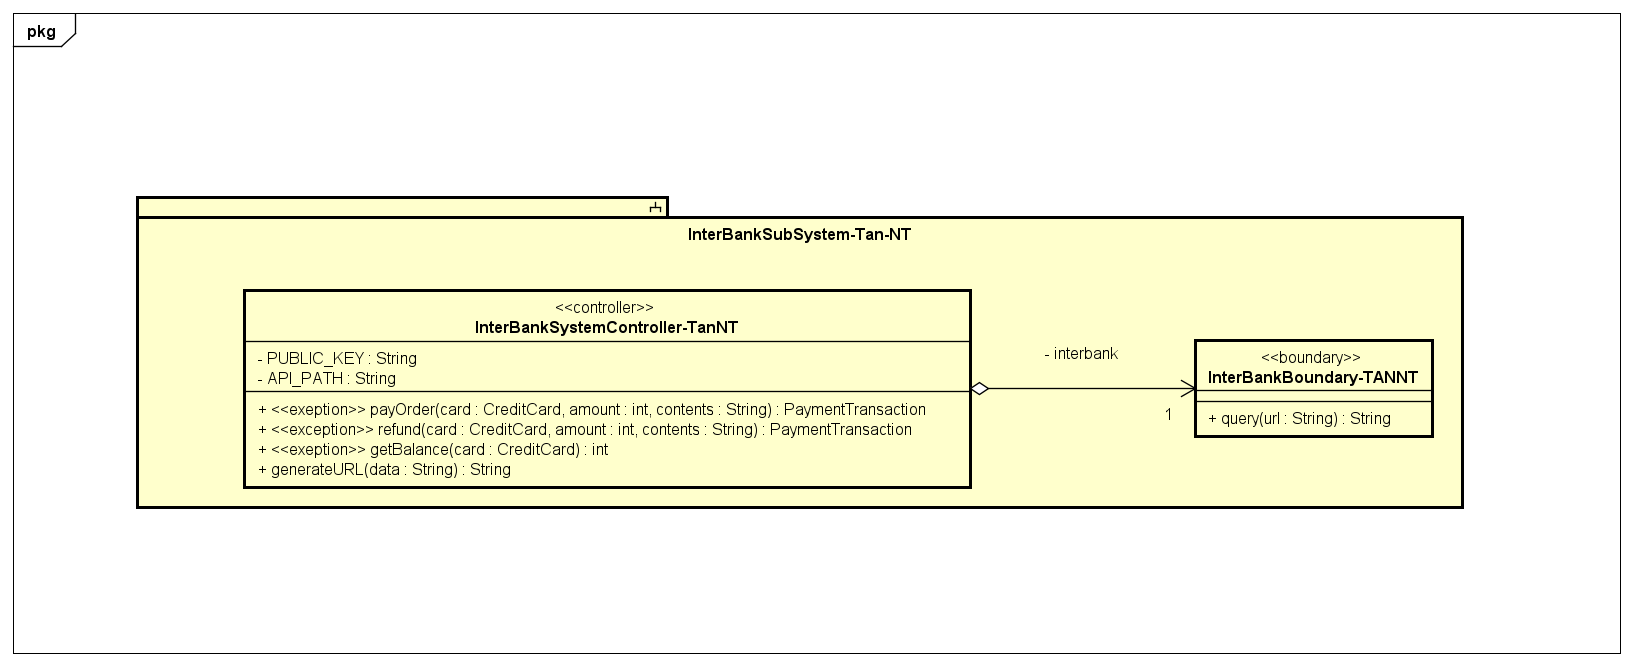 pkg
InterBankSubSystem-Tan-NT
<<controller>>
InterBankSystemController-TanNT
- PUBLIC_KEY : String
- API_PATH : String
+ <<exeption>> payOrder(card : CreditCard, amount : int, contents : String) : PaymentTransaction
+ <<exception>> refund(card : CreditCard, amount : int, contents : String) : PaymentTransaction
+ <<exeption>> getBalance(card : CreditCard) : int
+ generateURL(data : String) : String
- interbank
1
<<boundary>>
InterBankBoundary-TANNT
+ query(url : String) : String